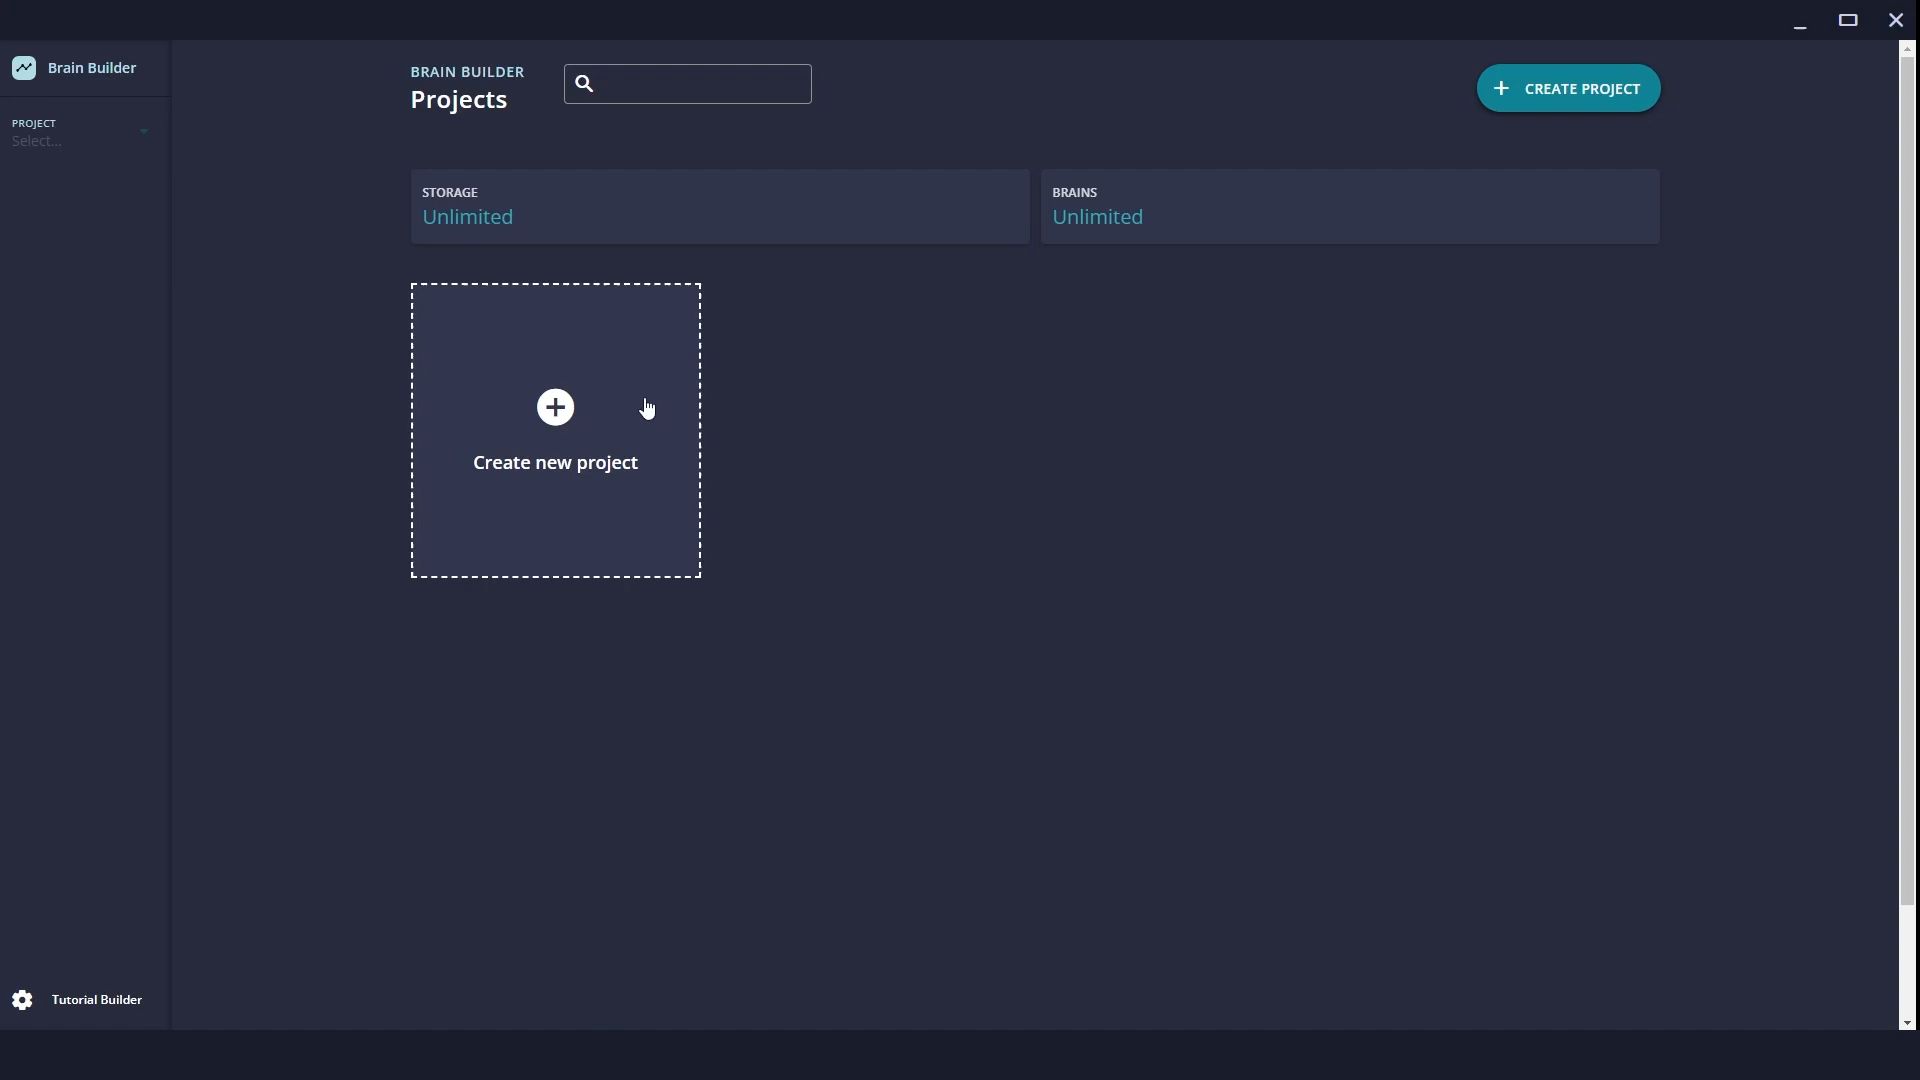 Brain Builder
PROJECT
Select...
BRAIN BUILDER
Projects
CREATE PROJECT
STORAGE
Unlimited
BRAINS
Unlimited
Create new project
Tutorial Builder